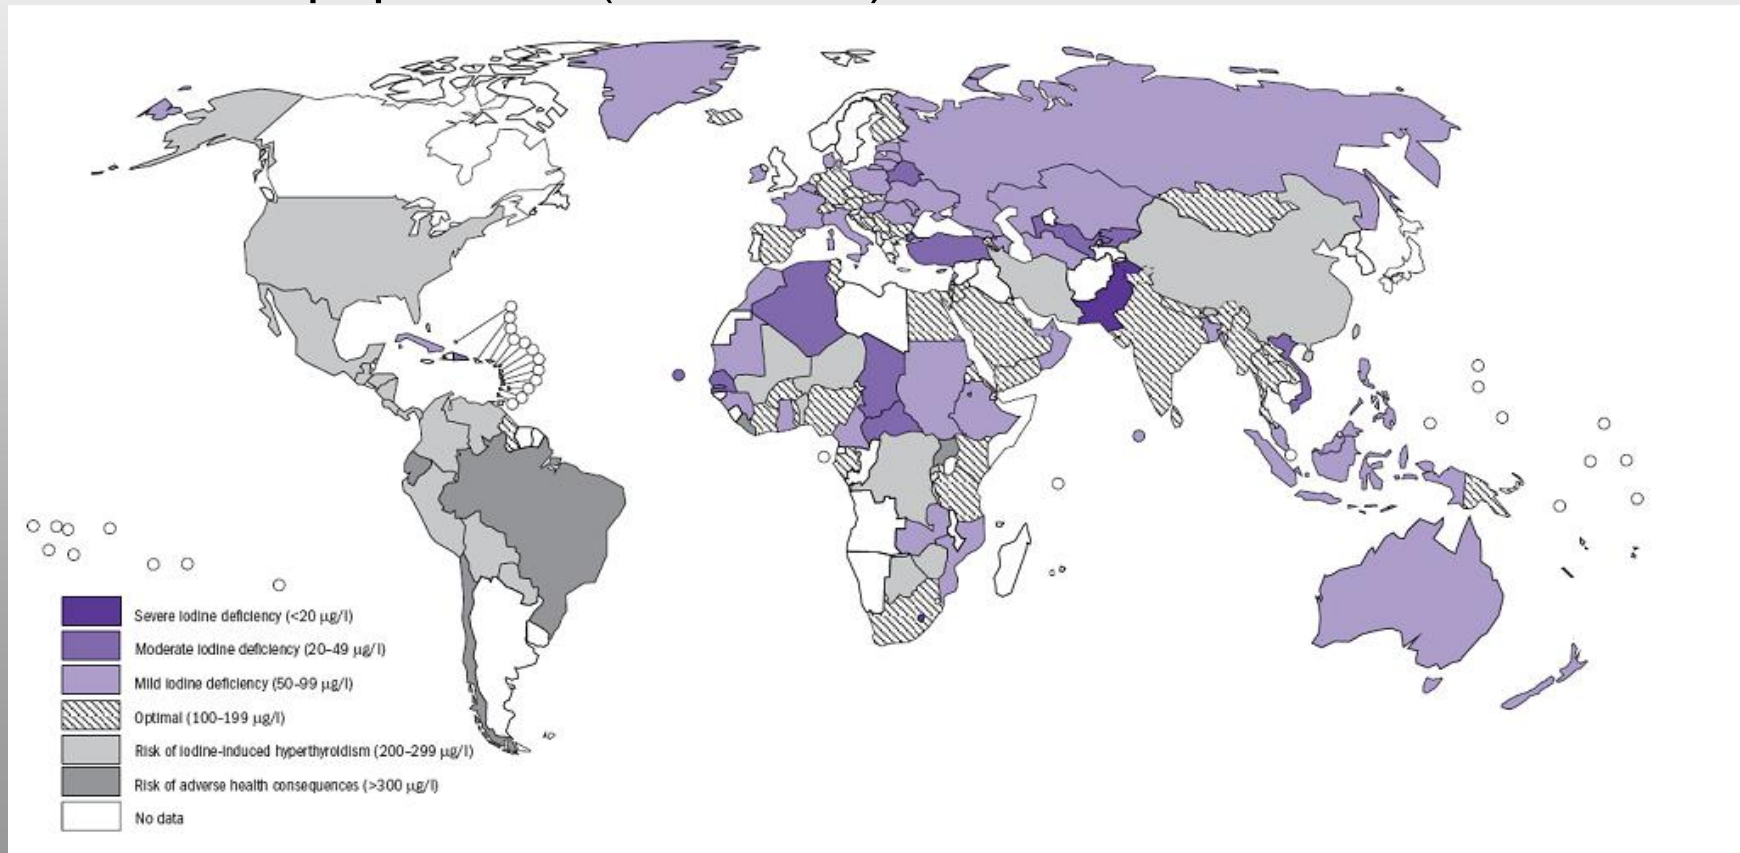 Severe iodine deficiency (<20 µg/l)
Moderate iodine deficiency (20–49 µg/l)
Mild iodine deficiency (50–99 µg/l)
Optimal (100–199 µg/l)
Risk of iodine-induced hyperthyroidism (200–299 µg/l)
Risk of adverse health consequences (>300 µg/l)
No data